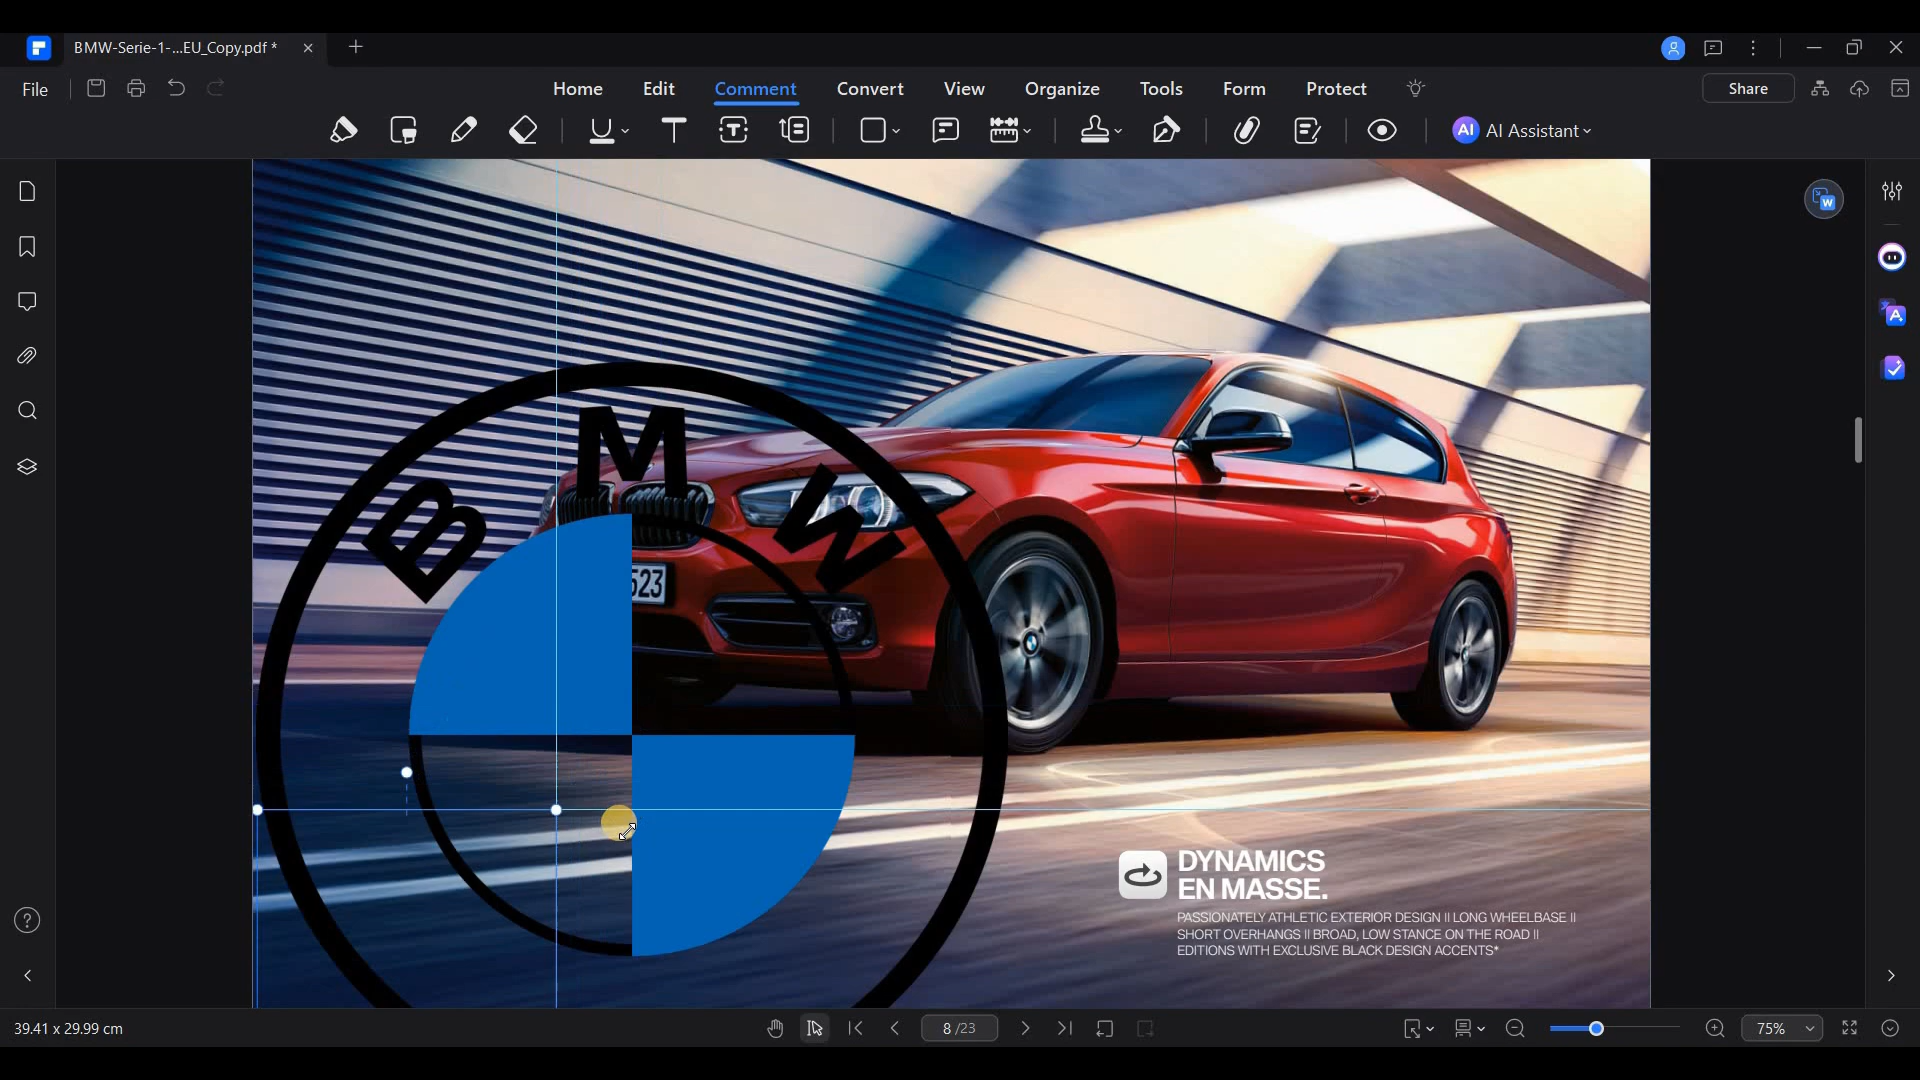 BMW-Serie-1-...EU_Copy.pdf *
File
Home
Edit
Comment
Convert
View
Organize
Tools
Form
Protect
Share
AI Assistant
W
A
BMW
523
DYNAMICS
EN MASSE.
PASSIONATELY ATHLETIC EXTERIOR DESIGN II LONG WHEELBASE II
SHORT OVERHANGS II BROAD, LOW STANCE ON THE ROAD II
EDITIONS WITH EXCLUSIVE BLACK DESIGN ACCENTS*
39.41 x 29.99 cm
8 /23
75%